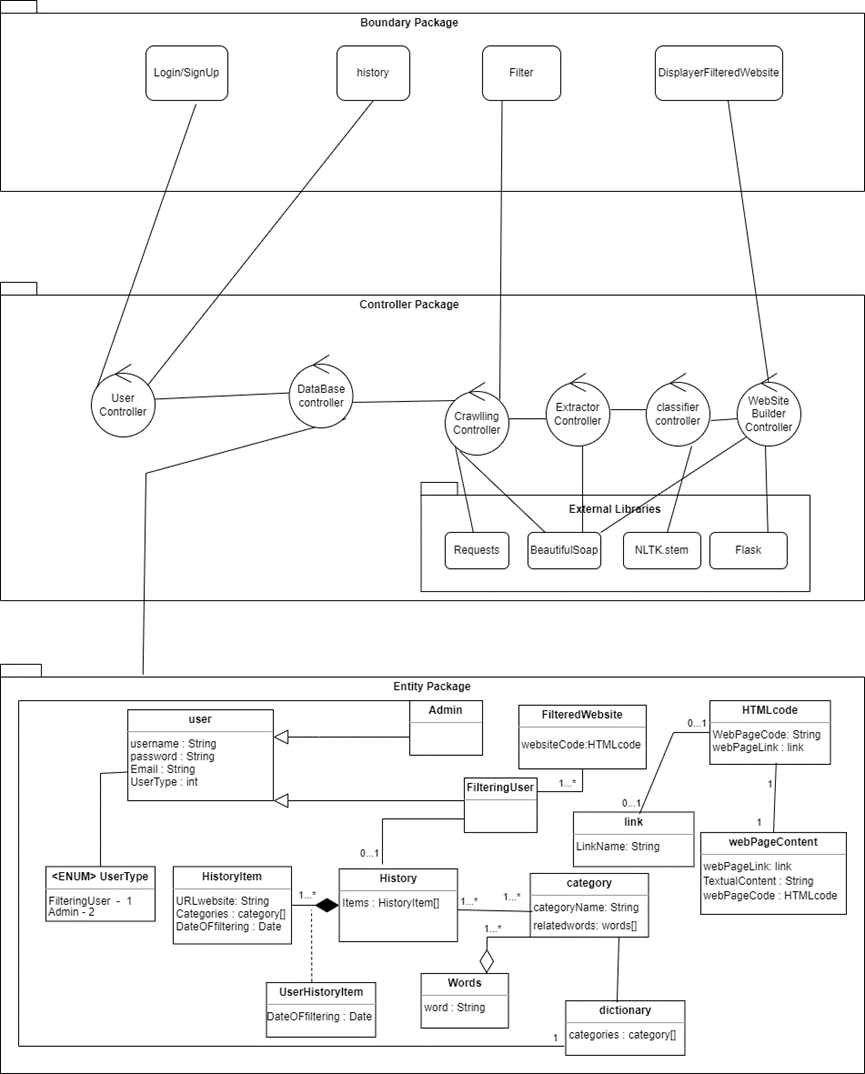 Boundary Package
Login/SignUp
history
Filter
DisplayerFilteredWebsite
Controller Package
User
Controller
DataBase
controller
Crawlling
Controller
Extractor
Controller
classifier
controller
WebSite
Builder
Controller
External Libraries
Requests
BeautifulSoap
NLTK.stem
Flask
Entity Package
user
username : String
password : String
Email : String
UserType : int
Admin
FilteredWebsite
websiteCode:HTMLcode
1...*
HTMLcode
WebPageCode: String
webPageLink : link
0...1
0...1
1
1
FilteringUser
0...1
link
LinkName: String
webPageContent
webPageLink: link
TextualContent : String
webPageCode : HTMLcode
<ENUM> UserType
FilteringUser - 1
Admin - 2
HistoryItem
URLwebsite: String
Categories : category[]
DateOFfiltering : Date
1...*
History
Items : HistoryItem[]
1...*
1...*
category
categoryName: String
relatedwords: words[]
1...*
UserHistoryItem
DateOFfiltering : Date
Words
word : String
dictionary
categories : category[]
1